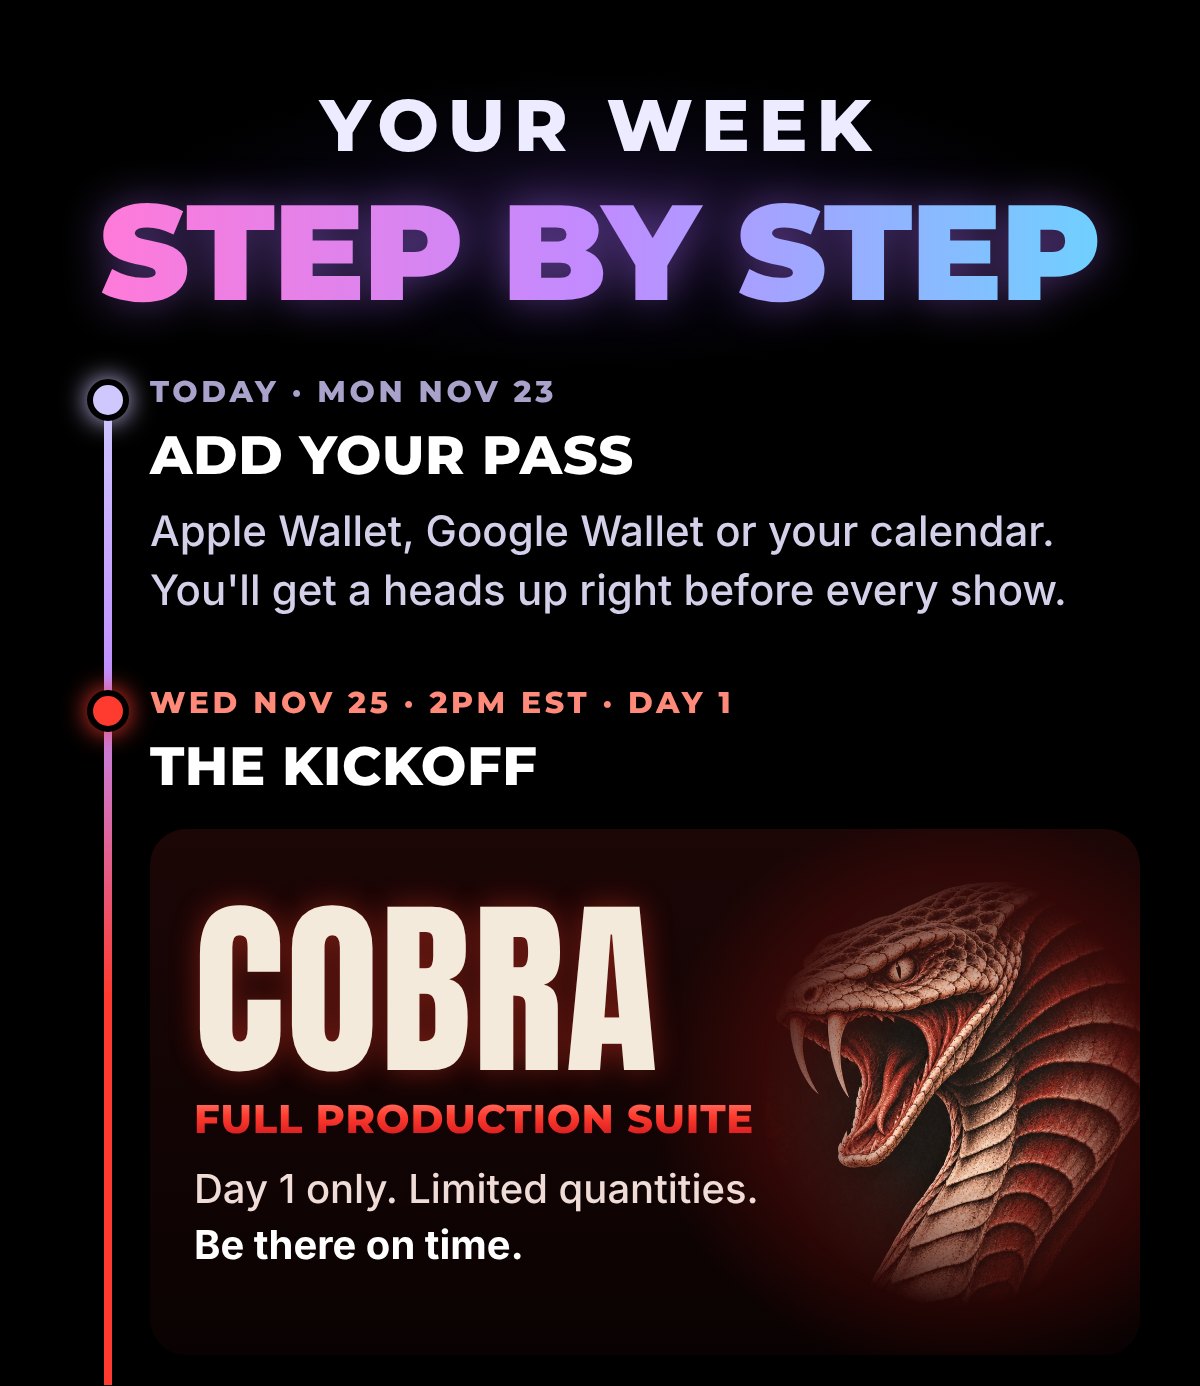 YOUR WEEK
STEP BY STEP
TODAY · MON NOV 23
ADD YOUR PASS
Apple Wallet, Google Wallet or your calendar.
You'll get a heads up right before every show.
WED NOV 25 · 2PM EST · DAY 1
THE KICKOFF
COBRA
FULL PRODUCTION SUITE
Day 1 only. Limited quantities.
Be there on time.